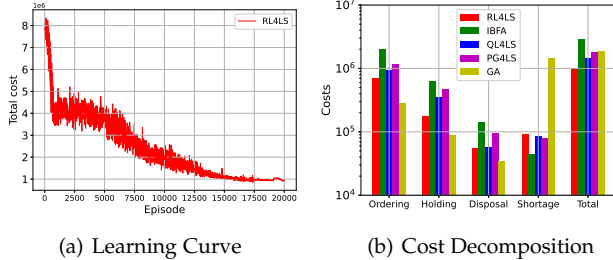 1e6
RL4LS
Total cost
8
7
6
5
4
3
2
1
0 2500 5000 7500 10000 12500 15000 17500 20000
Episode
(a) Learning Curve
Costs
10^7
10^6
10^5
10^4
RL4LS
IBFA
QL4LS
PG4LS
GA
Ordering Holding Disposal Shortage Total
(b) Cost Decomposition